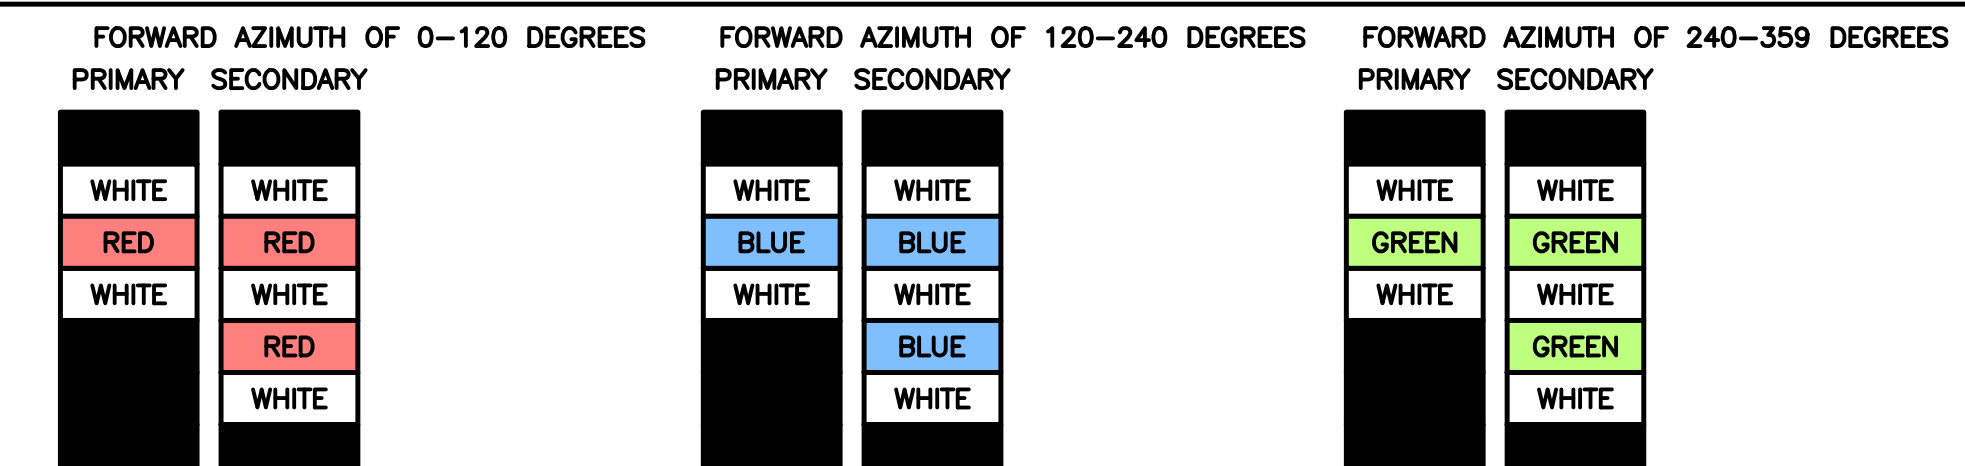 FORWARD AZIMUTH OF 0-120 DEGREES FORWARD AZIMUTH OF 120-240 DEGREES FORWARD AZIMUTH OF 240-359 DEGREES
PRIMARY SECONDARY PRIMARY SECONDARY PRIMARY SECONDARY
WHITE WHITE WHITE WHITE WHITE WHITE
RED RED BLUE BLUE GREEN GREEN
WHITE WHITE WHITE WHITE WHITE WHITE
RED BLUE GREEN
WHITE WHITE WHITE